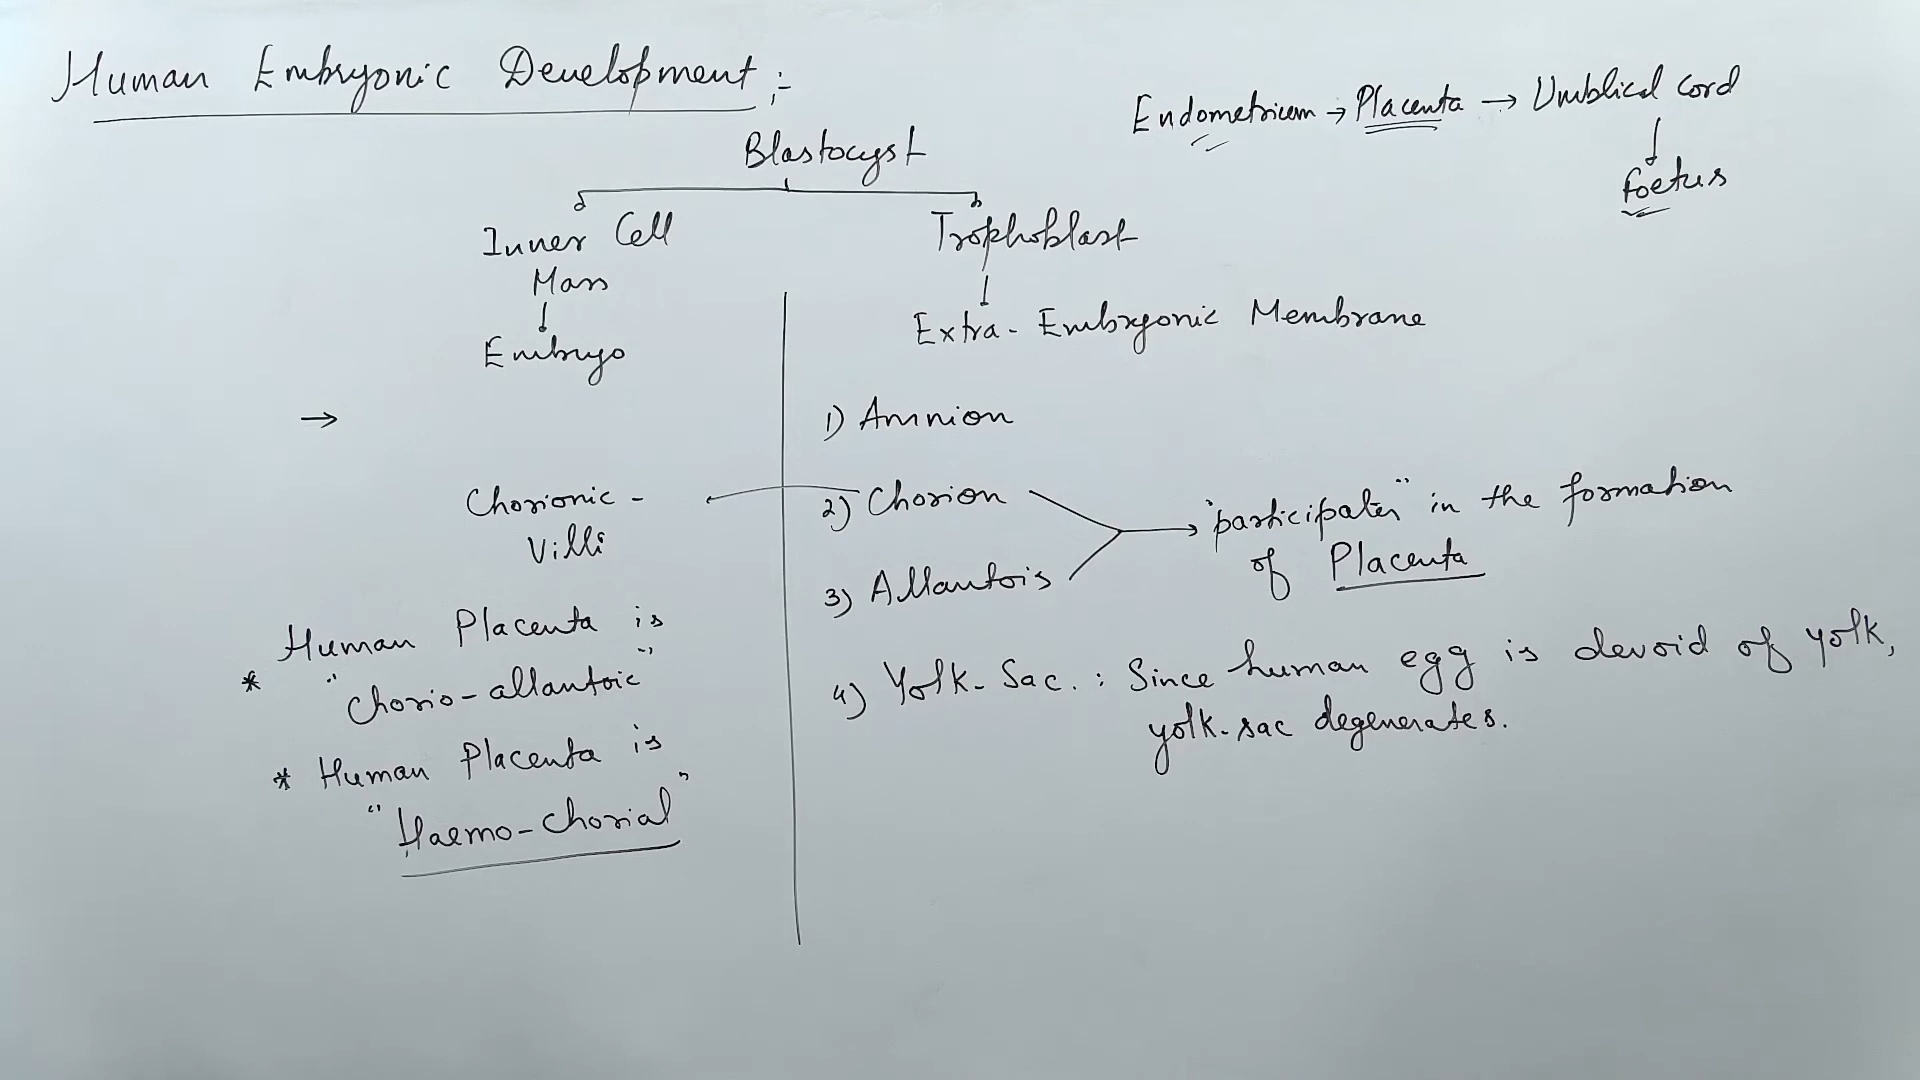 Human Embryonic Development :-
Endometrium → Placenta → Umblical Cord
↓
Foetus
Blastocyst
Inner Cell
Mass
↓
Embryo
Trophoblast
↓
Extra-Embryonic Membrane
→
1) Amnion
2) Chorion
3) Allantois
"participates" in the formation
of Placenta
4) Yolk-Sac. : Since human egg is devoid of yolk,
yolk-sac degenerates.
Chorionic-
Villi
* Human Placenta is
"Chorio-allantoic"
* Human Placenta is
"Haemo-Chorial"